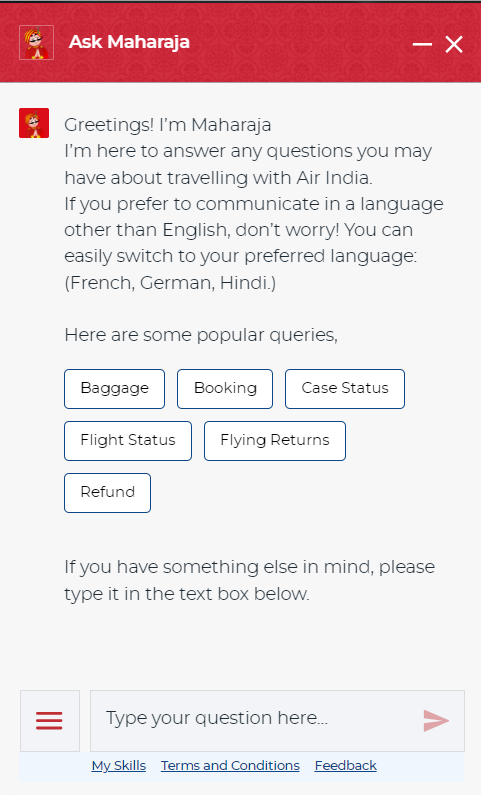 Ask Maharaja
Greetings! I'm Maharaja
I'm here to answer any questions you may
have about travelling with Air India.
If you prefer to communicate in a language
other than English, don't worry! You can
easily switch to your preferred language:
(French, German, Hindi.)
Here are some popular queries,
Baggage Booking Case Status
Flight Status Flying Returns
Refund
If you have something else in mind, please
type it in the text box below.
Type your question here...
My Skills Terms and Conditions Feedback